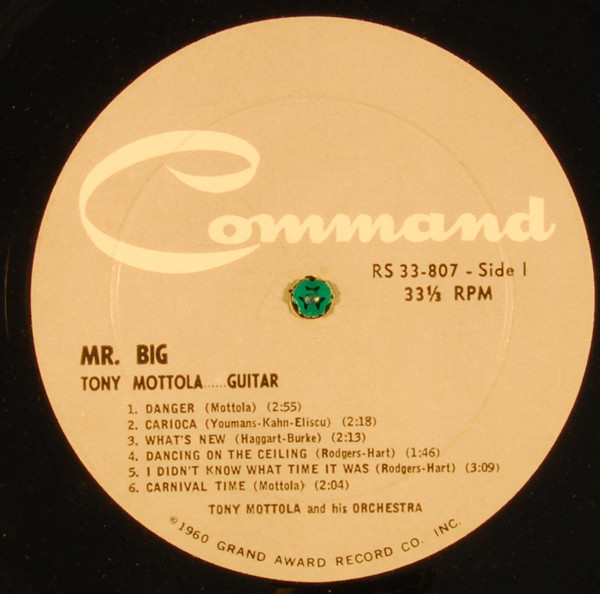 Command
RS 33-807 - Side 1
33⅓ RPM
MR. BIG
TONY MOTTOLA......GUITAR
1. DANGER (Mottola) (2:55)
2. CARIOCA (Youmans-Kahn-Eliscu) (2:18)
3. WHAT'S NEW (Haggart-Burke) (2:13)
4. DANCING ON THE CEILING (Rodgers-Hart) (1:46)
5. I DIDN'T KNOW WHAT TIME IT WAS (Rodgers-Hart) (3:09)
6. CARNIVAL TIME (Mottola) (2:04)
TONY MOTTOLA and his ORCHESTRA
©1960 GRAND AWARD RECORD CO. INC.